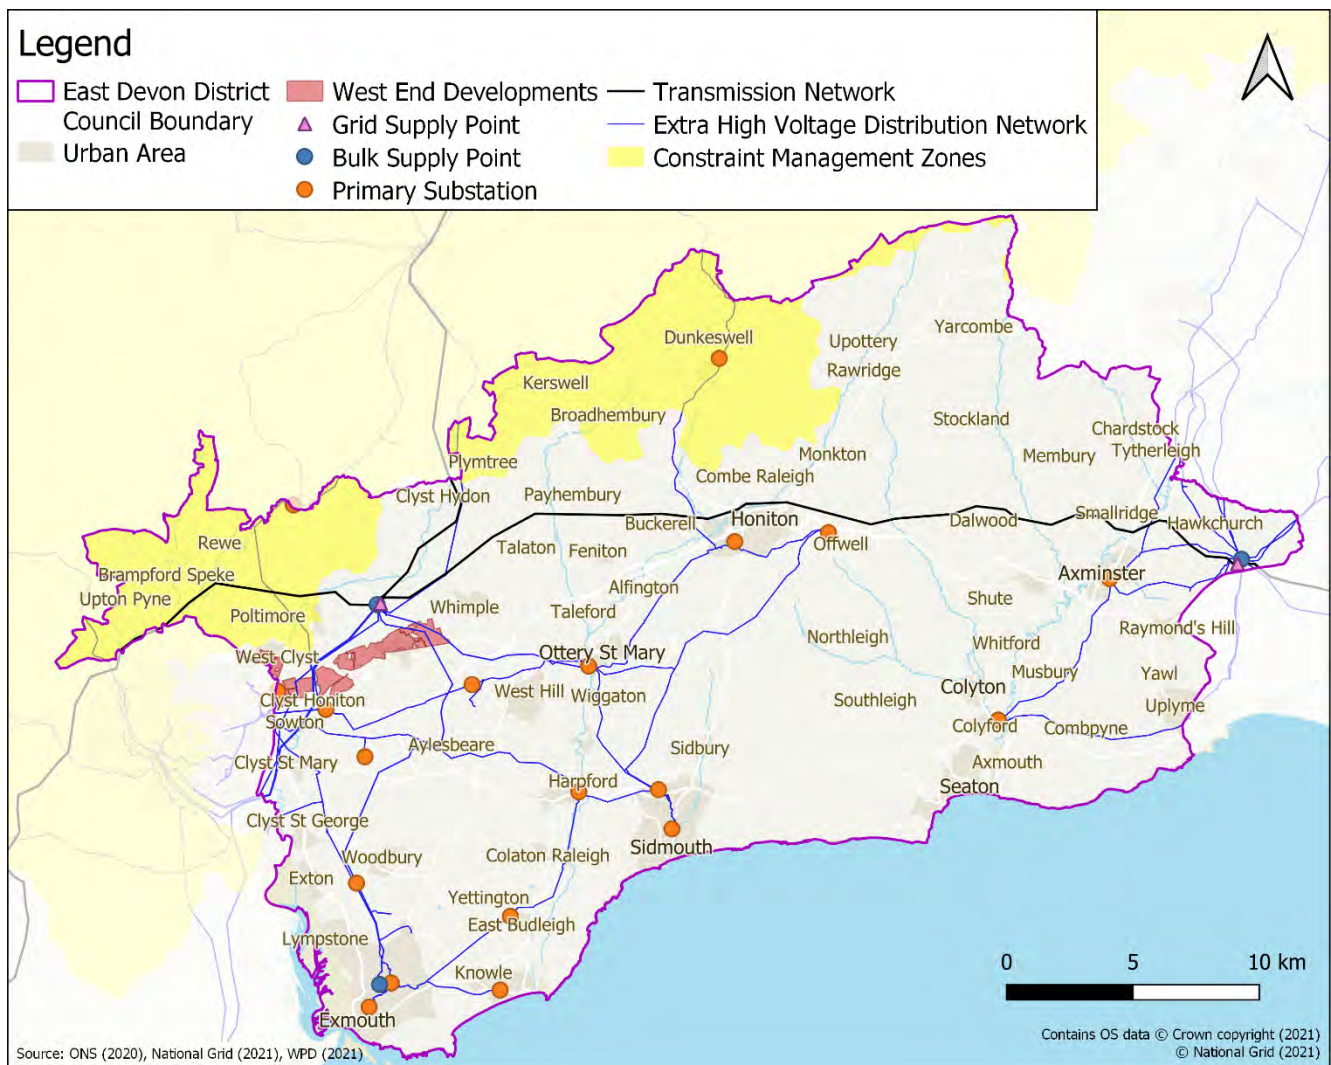 Legend
East Devon District
Council Boundary
Urban Area
West End Developments
Grid Supply Point
Bulk Supply Point
Primary Substation
Transmission Network
Extra High Voltage Distribution Network
Constraint Management Zones
Dunkeswell
Yarcombe
Upottery
Rawridge
Kerswell
Broadhembury
Stockland
Chardstock
Tytherleigh
Monkton
Membury
Plymtree
Combe Raleigh
Clyst Hydon
Payhembury
Buckerell
Honiton
Dalwood
Smallridge
Hawkchurch
Rewe
Talaton
Feniton
Offwell
Brampford Speke
Alfington
Axminster
Upton Pyne
Poltimore
Whimple
Taleford
Shute
Northleigh
Whitford
Raymond's Hill
West Clyst
Ottery St Mary
Musbury
Yawl
Clyst Honiton
West Hill
Wiggaton
Southleigh
Colyton
Uplyme
Sowton
Colyford
Combpyne
Aylesbeare
Sidbury
Clyst St Mary
Axmouth
Harpford
Seaton
Clyst St George
Sidmouth
Woodbury
Colaton Raleigh
Exton
Yettington
East Budleigh
Lympstone
Knowle
Exmouth
0 5 10 km
Contains OS data © Crown copyright (2021)
© National Grid (2021)
Source: ONS (2020), National Grid (2021), WPD (2021)